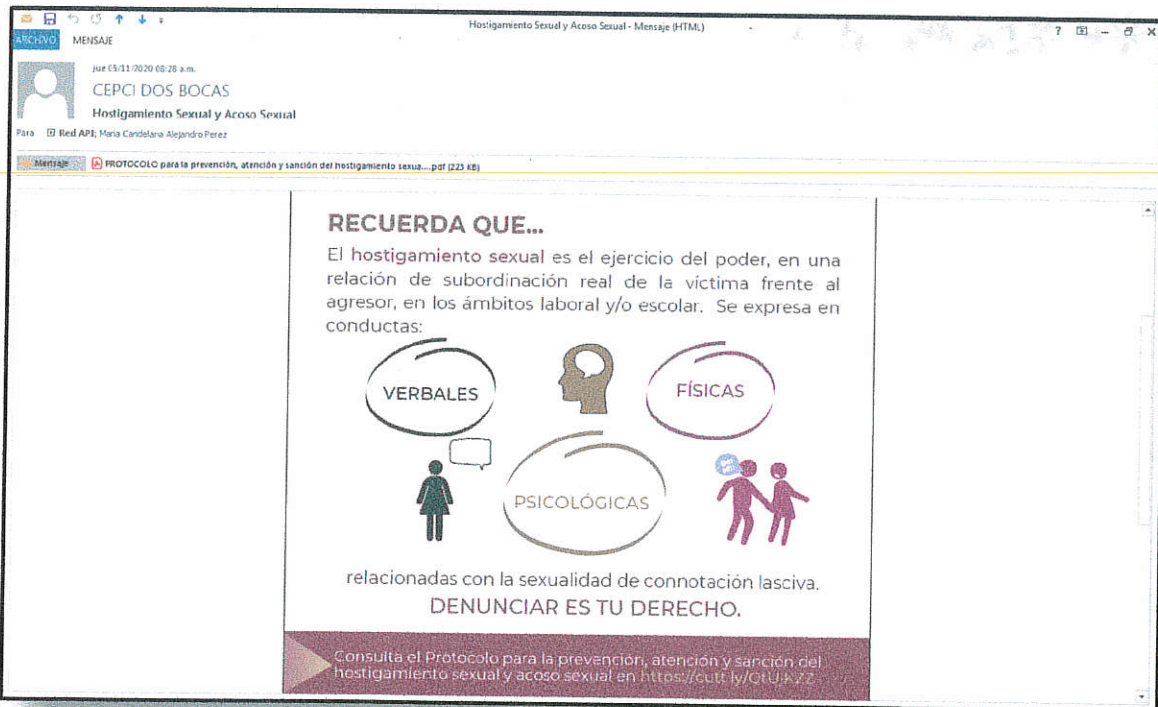 Hostigamiento Sexual y Acoso Sexual - Mensaje (HTML)
ARCHIVO MENSAJE
jue 05/11/2020 08:28 a.m.
CEPCI DOS BOCAS
Hostigamiento Sexual y Acoso Sexual
Para Red API; Maria Candelaria Alejandro Perez
Mensaje PROTOCOLO para la prevención, atención y sanción del hostigamiento sexua....pdf (223 KB)
RECUERDA QUE...
El hostigamiento sexual es el ejercicio del poder, en una
relación de subordinación real de la víctima frente al
agresor, en los ámbitos laboral y/o escolar. Se expresa en
conductas:
VERBALES
FÍSICAS
PSICOLÓGICAS
relacionadas con la sexualidad de connotación lasciva.
DENUNCIAR ES TU DERECHO.
Consulta el Protocolo para la prevención, atención y sanción del
hostigamiento sexual y acoso sexual en